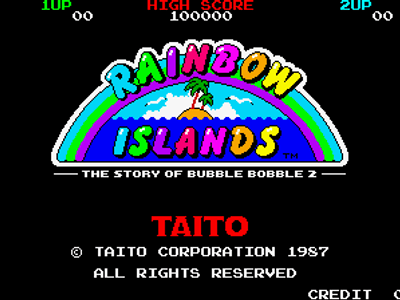 1UP HIGH SCORE 2UP
00 100000 00
RAINBOW
ISLANDS TM
THE STORY OF BUBBLE BOBBLE 2
TAITO
© TAITO CORPORATION 1987
ALL RIGHTS RESERVED
CREDIT 0